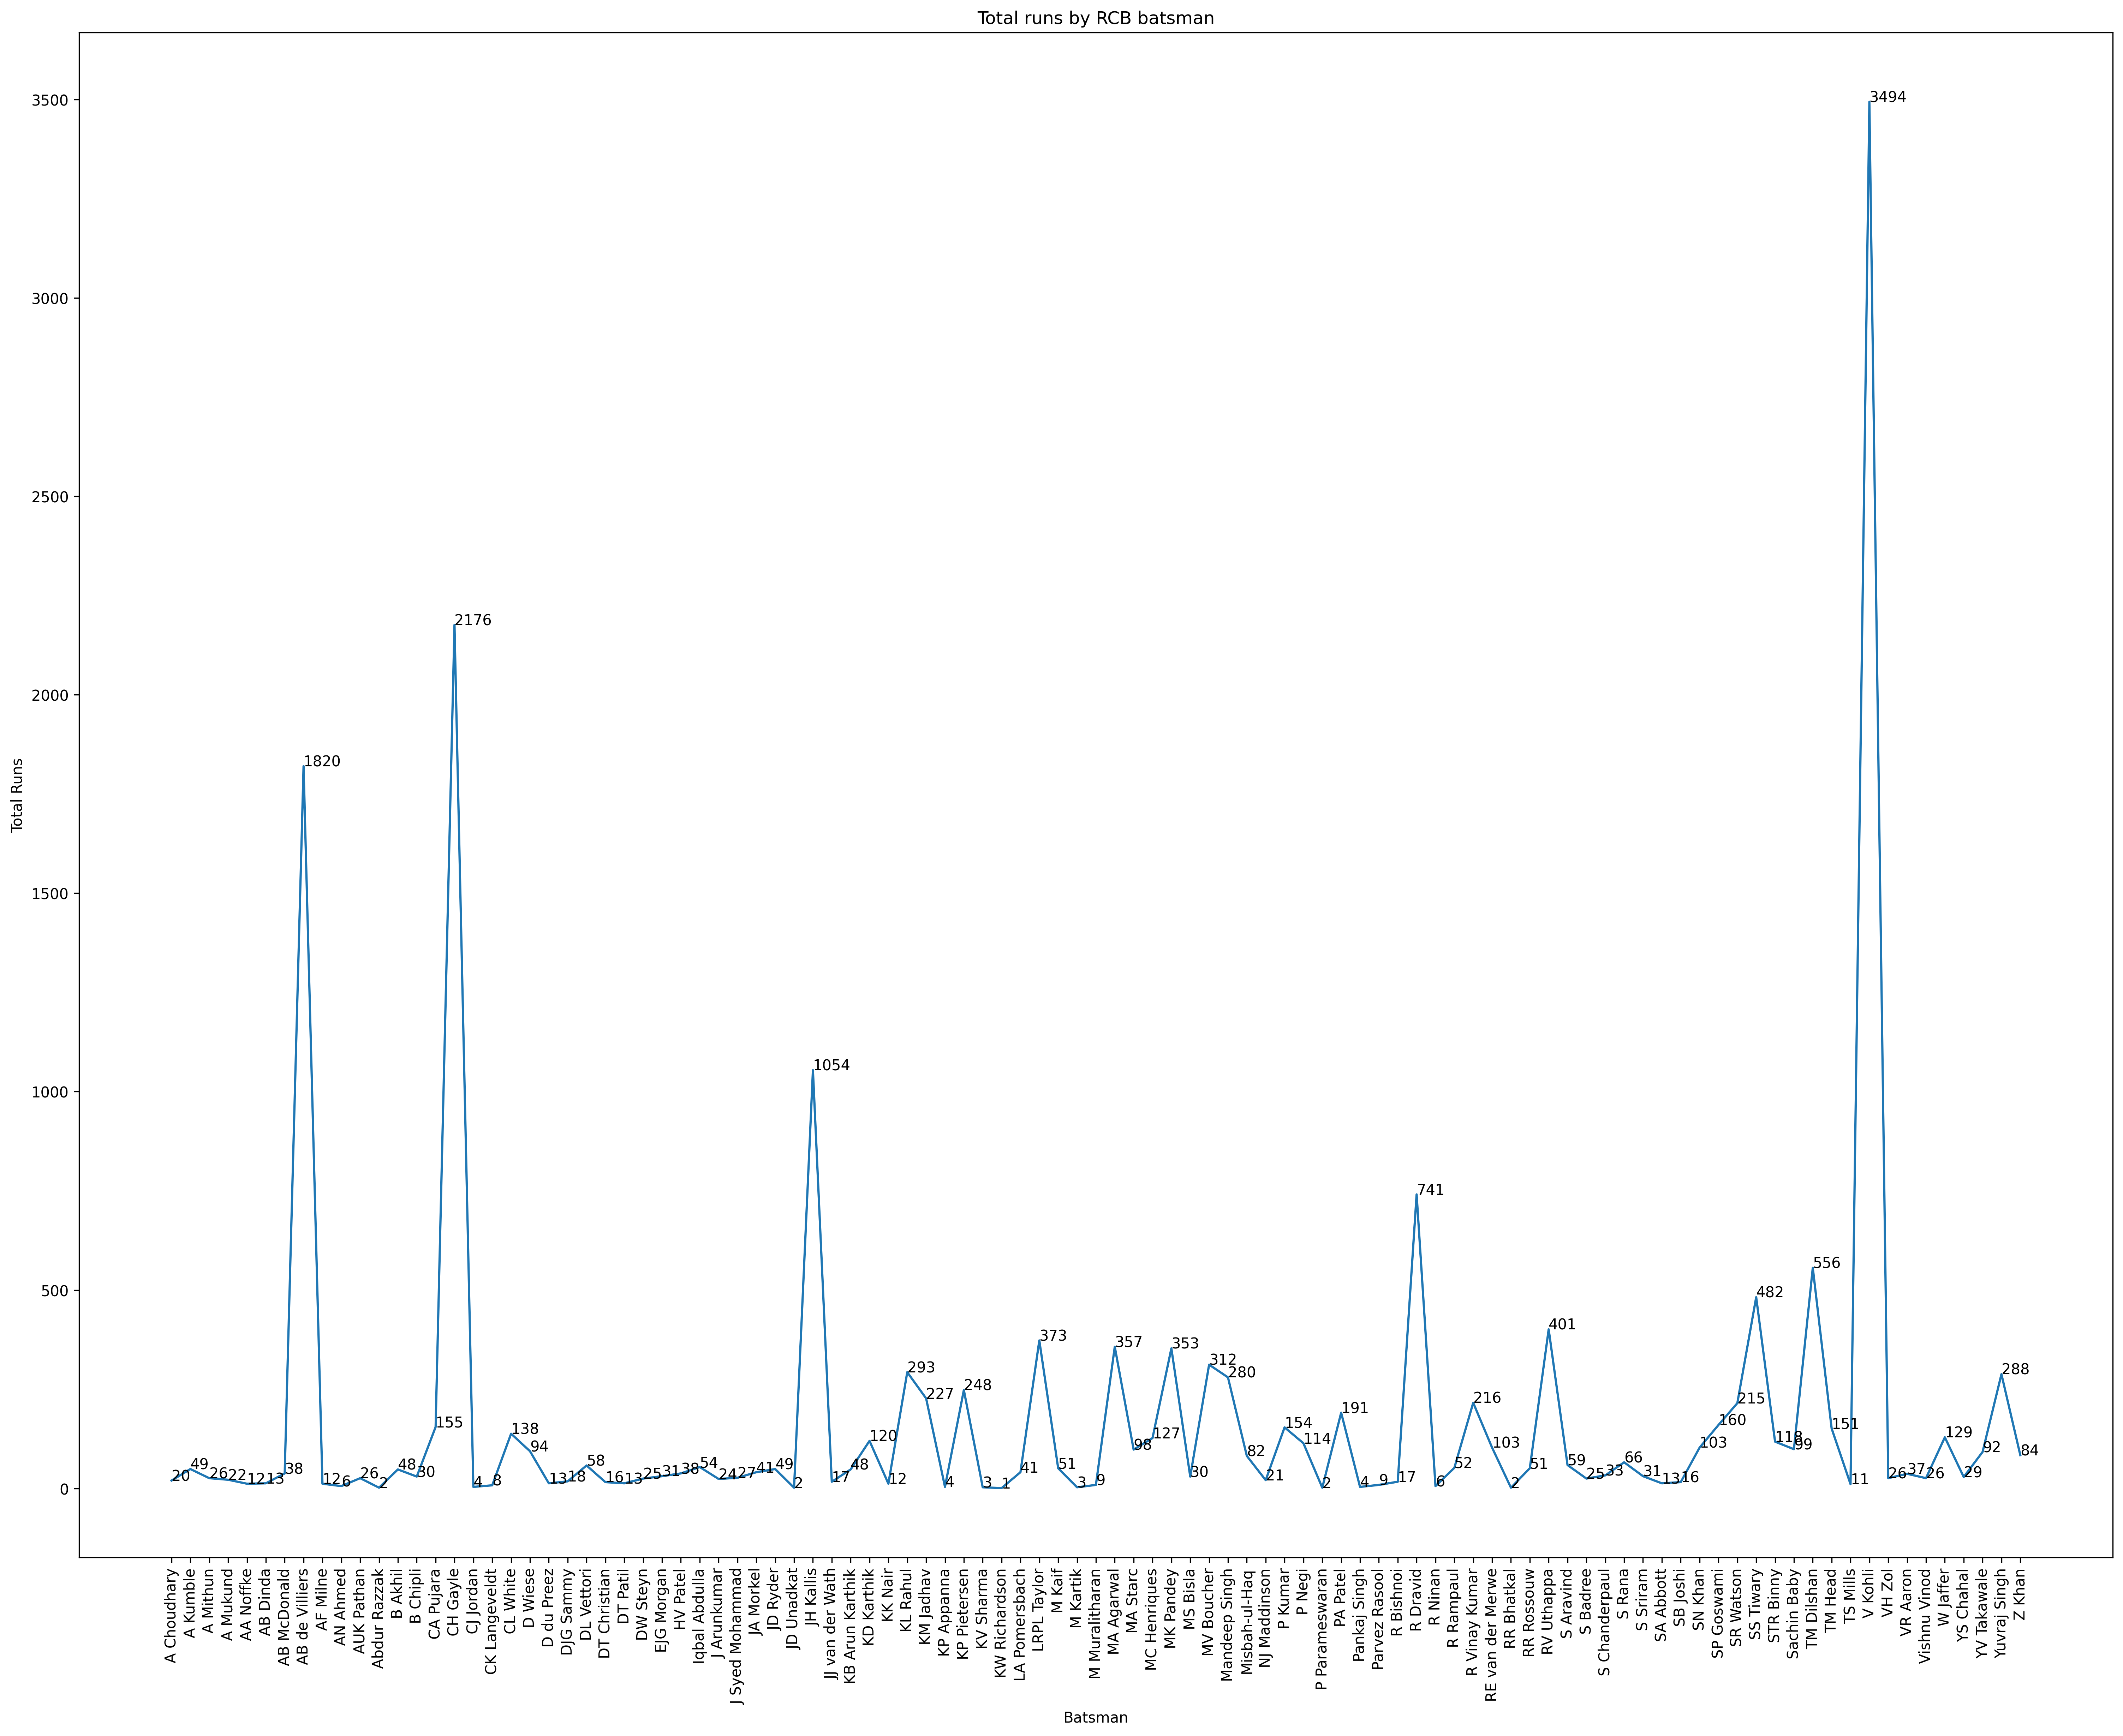 Total runs by RCB batsman
Total Runs
3500
3000
2500
2000
1500
1000
500
0
20
49
26
22
12
13
38
1820
12
6
26
2
48
30
155
2176
4
8
138
94
13
18
58
16
13
25
31
38
54
24
27
41
49
2
1054
17
48
120
12
293
227
4
248
3
1
41
373
51
3
9
357
98
127
353
30
312
280
82
21
154
114
2
191
4
9
17
741
6
52
216
103
2
51
401
59
25
33
66
31
13
16
103
160
215
482
118
99
556
151
11
3494
26
37
26
129
29
92
288
84
A Choudhary
A Kumble
A Mithun
A Mukund
AA Noffke
AB Dinda
AB McDonald
AB de Villiers
AF Milne
AN Ahmed
AUK Pathan
Abdur Razzak
B Akhil
B Chipli
CA Pujara
CH Gayle
CJ Jordan
CK Langeveldt
CL White
D Wiese
D du Preez
DJG Sammy
DL Vettori
DT Christian
DT Patil
DW Steyn
EJG Morgan
HV Patel
Iqbal Abdulla
J Arunkumar
J Syed Mohammad
JA Morkel
JD Ryder
JD Unadkat
JH Kallis
JJ van der Wath
KB Arun Karthik
KD Karthik
KK Nair
KL Rahul
KM Jadhav
KP Appanna
KP Pietersen
KV Sharma
KW Richardson
LA Pomersbach
LRPL Taylor
M Kaif
M Kartik
M Muralitharan
MA Agarwal
MA Starc
MC Henriques
MK Pandey
MS Bisla
MV Boucher
Mandeep Singh
Misbah-ul-Haq
NJ Maddinson
P Kumar
P Negi
P Parameswaran
PA Patel
Pankaj Singh
Parvez Rasool
R Bishnoi
R Dravid
R Ninan
R Rampaul
R Vinay Kumar
RE van der Merwe
RR Bhatkal
RR Rossouw
RV Uthappa
S Aravind
S Badree
S Chanderpaul
S Rana
S Sriram
SA Abbott
SB Joshi
SN Khan
SP Goswami
SR Watson
SS Tiwary
STR Binny
Sachin Baby
TM Dilshan
TM Head
TS Mills
V Kohli
VH Zol
VR Aaron
Vishnu Vinod
W Jaffer
YS Chahal
YV Takawale
Yuvraj Singh
Z Khan
Batsman